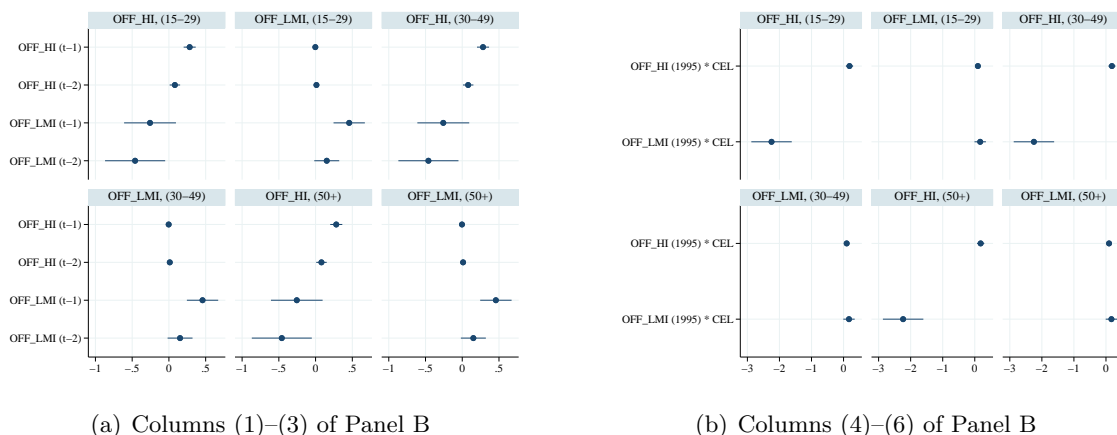 OFF_HI, (15–29) OFF_LMI, (15–29) OFF_HI, (30–49)
OFF_HI (t–1)
OFF_HI (t–2)
OFF_LMI (t–1)
OFF_LMI (t–2)
OFF_LMI, (30–49) OFF_HI, (50+) OFF_LMI, (50+)
OFF_HI (t–1)
OFF_HI (t–2)
OFF_LMI (t–1)
OFF_LMI (t–2)
–1 –.5 0 .5 –1 –.5 0 .5 –1 –.5 0 .5
(a) Columns (1)–(3) of Panel B
OFF_HI, (15–29) OFF_LMI, (15–29) OFF_HI, (30–49)
OFF_HI (1995) * CEL
OFF_LMI (1995) * CEL
OFF_LMI, (30–49) OFF_HI, (50+) OFF_LMI, (50+)
OFF_HI (1995) * CEL
OFF_LMI (1995) * CEL
–3 –2 –1 0 –3 –2 –1 0 –3 –2 –1 0
(b) Columns (4)–(6) of Panel B